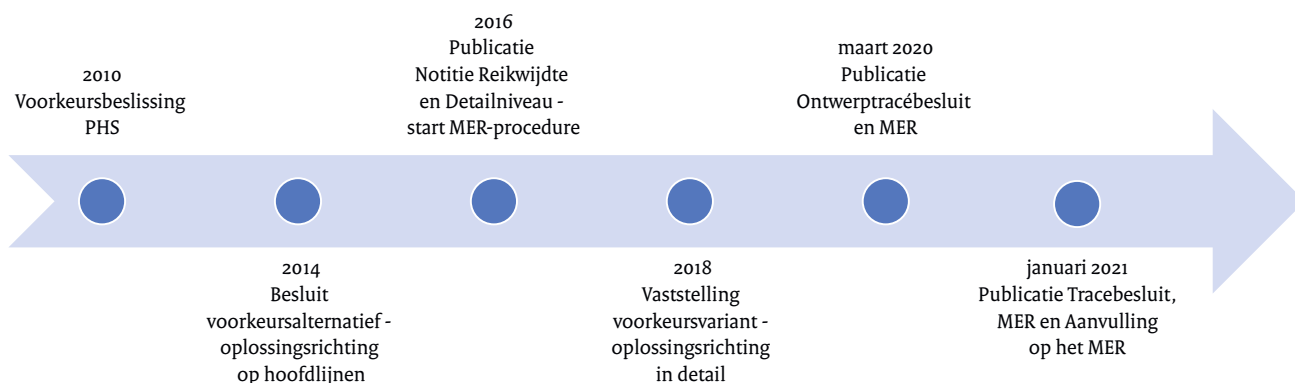 2010
Voorkeursbeslissing
PHS
2014
Besluit
voorkeursalternatief -
oplossingsrichting
op hoofdlijnen
2016
Publicatie
Notitie Reikwijdte
en Detailniveau -
start MER-procedure
2018
Vaststelling
voorkeursvariant -
oplossingsrichting
in detail
maart 2020
Publicatie
Ontwerptracébesluit
en MER
januari 2021
Publicatie Tracebesluit,
MER en Aanvulling
op het MER